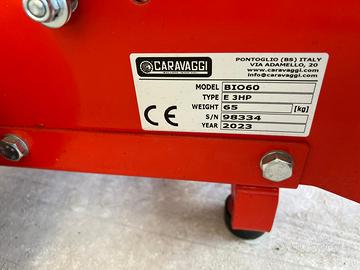 CARAVAGGI
PONTOGLIO (BS) ITALY
VIA ADAMELLO, 20
www.caravaggi.com
info@caravaggi.com
MODEL BIO60
TYPE E 3HP
WEIGHT 65 [kg]
S/N 98334
YEAR 2023
CE